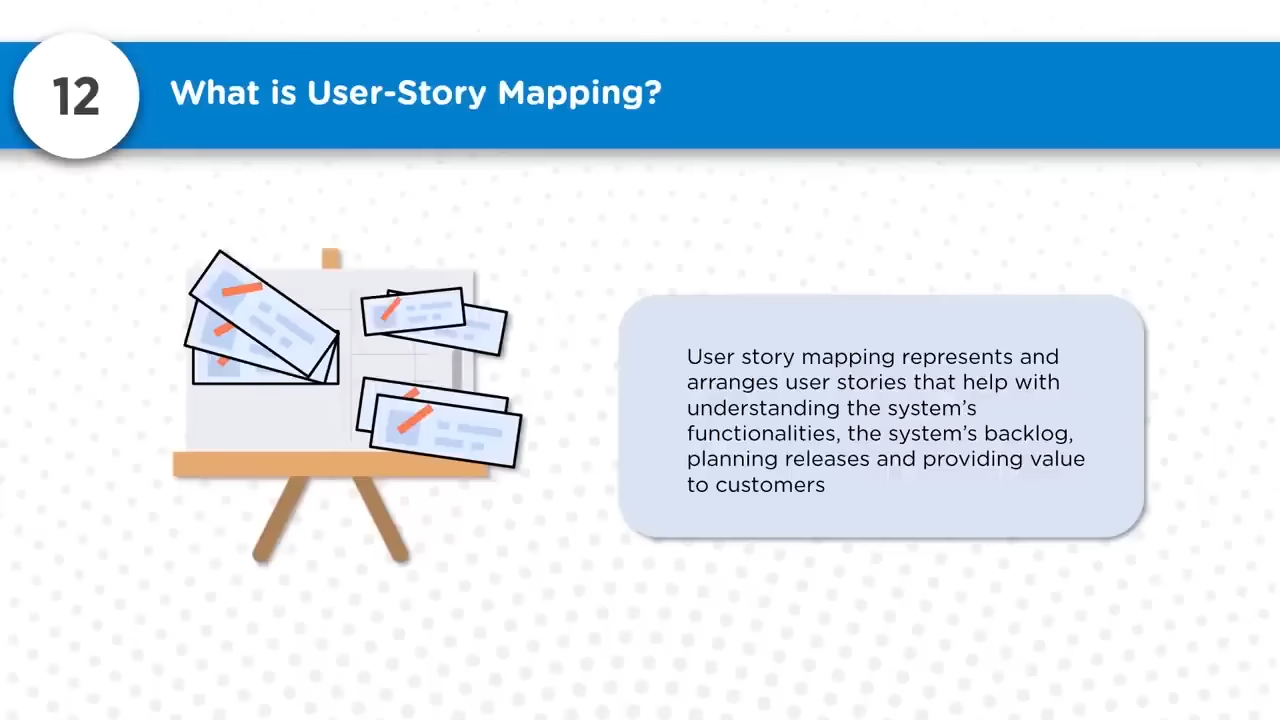 12
What is User-Story Mapping?
User story mapping represents and
arranges user stories that help with
understanding the system’s
functionalities, the system’s backlog,
planning releases and providing value
to customers